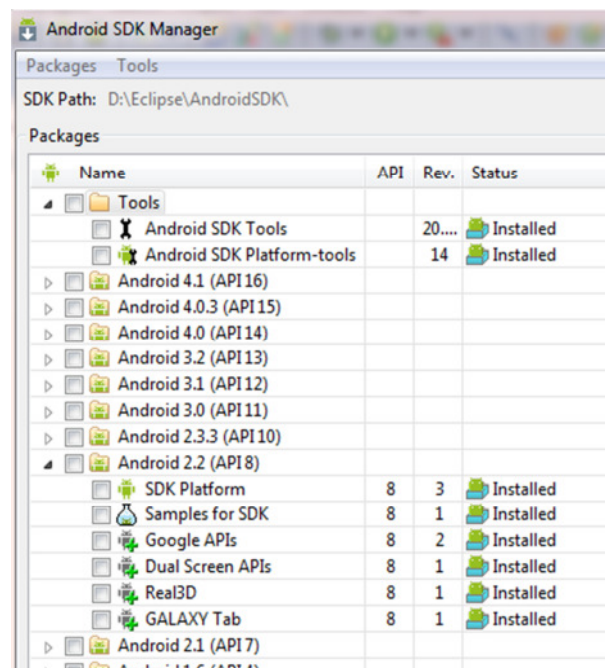 Android SDK Manager
Packages Tools
SDK Path: D:\Eclipse\AndroidSDK\
Packages
Name API Rev. Status
Tools
Android SDK Tools 20.... Installed
Android SDK Platform-tools 14 Installed
Android 4.1 (API 16)
Android 4.0.3 (API 15)
Android 4.0 (API 14)
Android 3.2 (API 13)
Android 3.1 (API 12)
Android 3.0 (API 11)
Android 2.3.3 (API 10)
Android 2.2 (API 8)
SDK Platform 8 3 Installed
Samples for SDK 8 1 Installed
Google APIs 8 2 Installed
Dual Screen APIs 8 1 Installed
Real3D 8 1 Installed
GALAXY Tab 8 1 Installed
Android 2.1 (API 7)